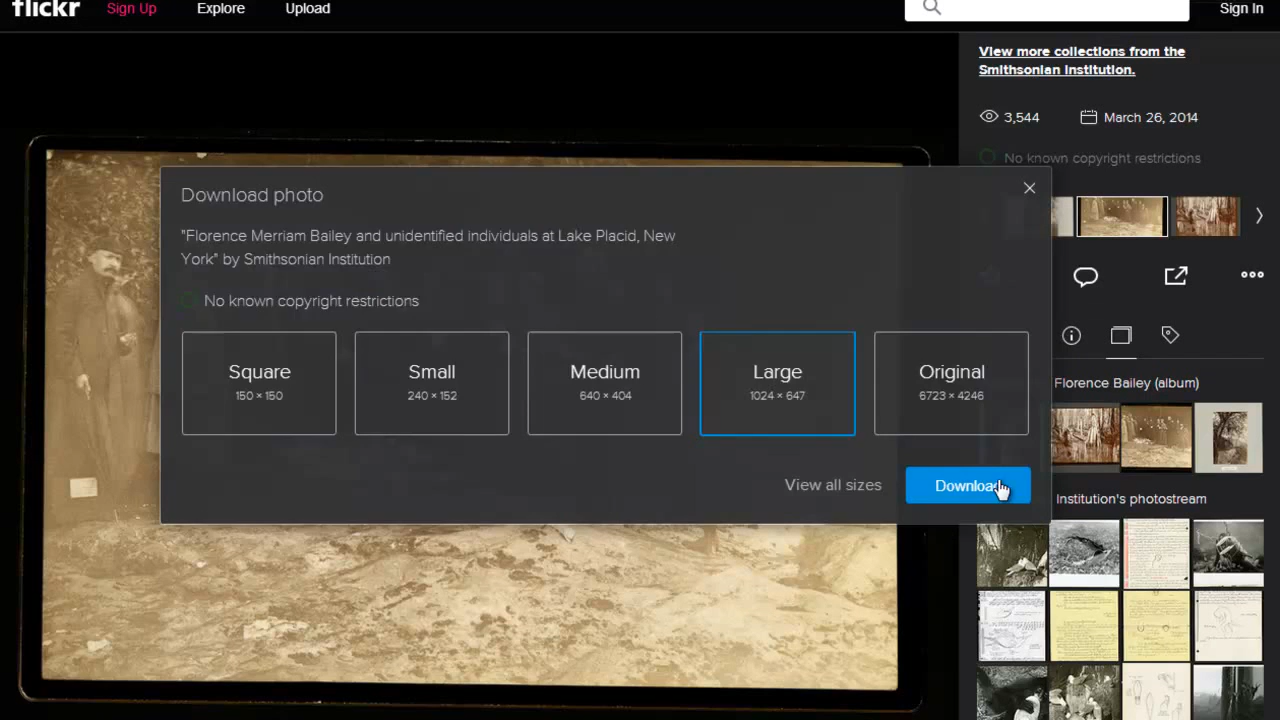 flickr
Sign Up
Explore
Upload
Sign In
View more collections from the
Smithsonian Institution.
3,544
March 26, 2014
No known copyright restrictions
Download photo
"Florence Merriam Bailey and unidentified individuals at Lake Placid, New
York" by Smithsonian Institution
No known copyright restrictions
Square
150 × 150
Small
240 × 152
Medium
640 × 404
Large
1024 × 647
Original
6723 × 4246
View all sizes
Download
Florence Bailey (album)
Institution's photostream